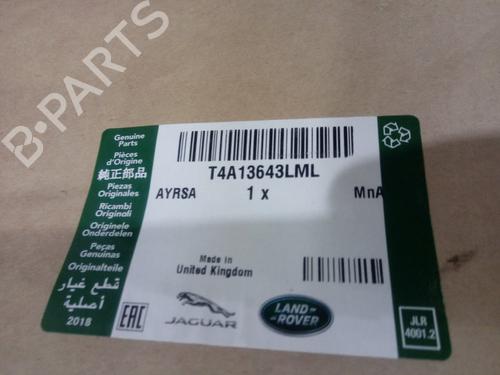 B-PARTS
Genuine
Parts
Pièces
d'Origine
純正部品
Piezas
Originales
Ricambi
Originali
Originele
Onderdelen
Peças
Genuinas
Originalteile
قطع غيار
أصلية
2018
T4A13643LML
AYRSA 1 x MnA
Made in
United Kingdom
EAC
JAGUAR
LAND-
ROVER
JLR
4001.2